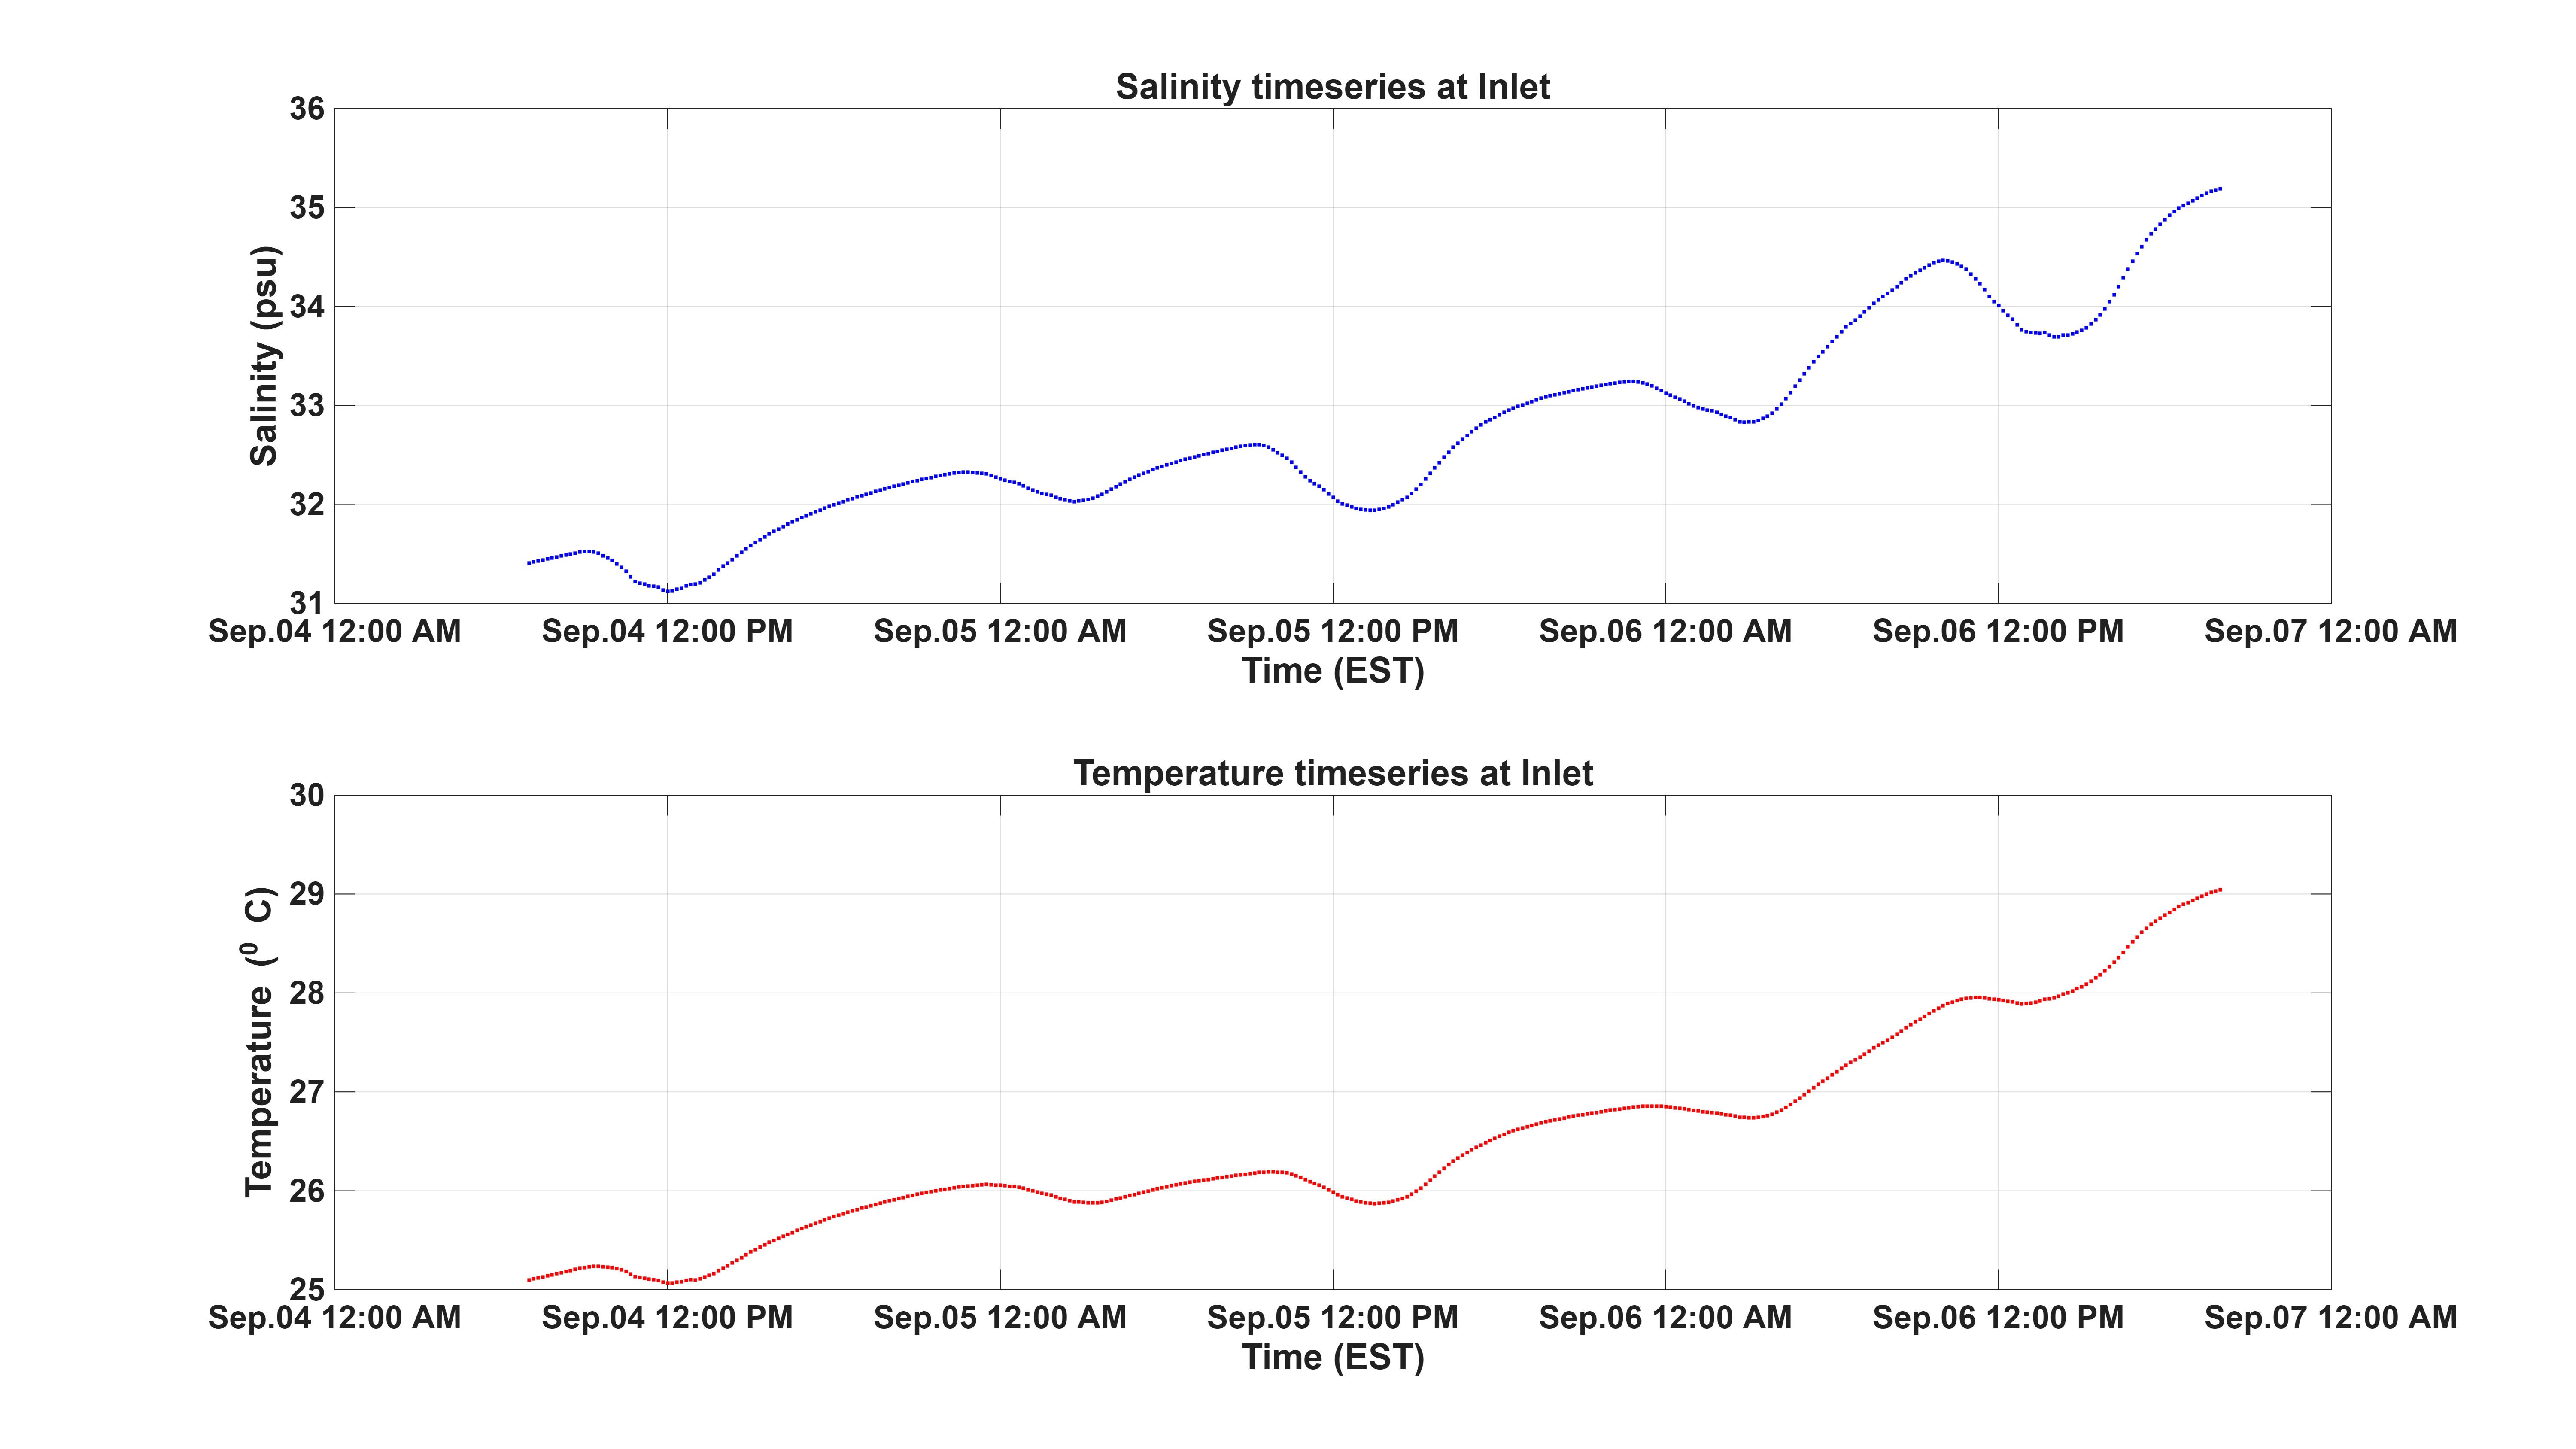 Salinity timeseries at Inlet
36
35
34
33
32
31
Salinity (psu)
Sep.04 12:00 AM Sep.04 12:00 PM Sep.05 12:00 AM Sep.05 12:00 PM Sep.06 12:00 AM Sep.06 12:00 PM Sep.07 12:00 AM
Time (EST)
Temperature timeseries at Inlet
30
29
28
27
26
25
Temperature (⁰ C)
Sep.04 12:00 AM Sep.04 12:00 PM Sep.05 12:00 AM Sep.05 12:00 PM Sep.06 12:00 AM Sep.06 12:00 PM Sep.07 12:00 AM
Time (EST)